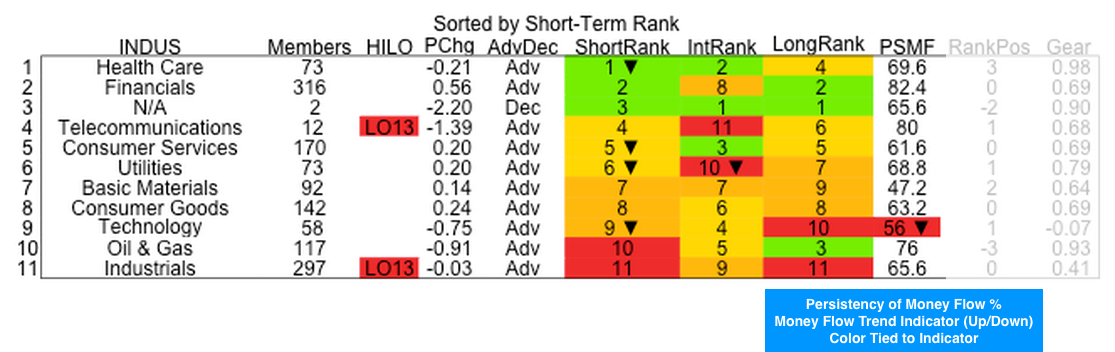 Sorted by Short-Term Rank
INDUS Members HILO PChg AdvDec ShortRank IntRank LongRank PSMF RankPos Gear
1 Health Care 73 -0.21 Adv 1 ▼ 2 4 69.6 3 0.98
2 Financials 316 0.56 Adv 2 8 2 82.4 0 0.69
3 N/A 2 -2.20 Dec 3 1 1 65.6 -2 0.90
4 Telecommunications 12 LO13 -1.39 Adv 4 11 6 80 1 0.68
5 Consumer Services 170 0.20 Adv 5 ▼ 3 5 61.6 0 0.69
6 Utilities 73 0.20 Adv 6 ▼ 10 ▼ 7 68.8 1 0.79
7 Basic Materials 92 0.14 Adv 7 7 9 47.2 2 0.64
8 Consumer Goods 142 0.24 Adv 8 6 8 63.2 0 0.69
9 Technology 58 -0.75 Adv 9 ▼ 4 10 56 ▼ 1 -0.07
10 Oil & Gas 117 -0.91 Adv 10 5 3 76 -3 0.93
11 Industrials 297 LO13 -0.03 Adv 11 9 11 65.6 0 0.41
Persistency of Money Flow %
Money Flow Trend Indicator (Up/Down)
Color Tied to Indicator